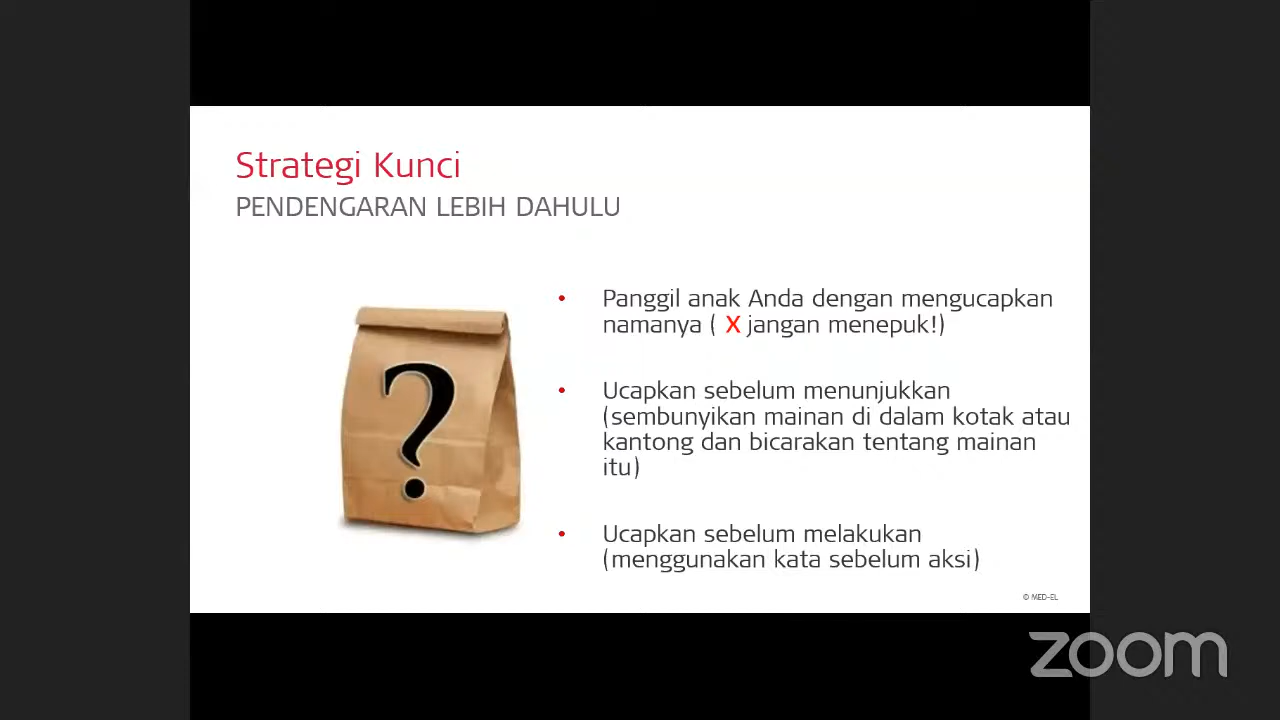 Strategi Kunci
PENDENGARAN LEBIH DAHULU
?
• Panggil anak Anda dengan mengucapkan
namanya ( X jangan menepuk!)
• Ucapkan sebelum menunjukkan
(sembunyikan mainan di dalam kotak atau
kantong dan bicarakan tentang mainan
itu)
• Ucapkan sebelum melakukan
(menggunakan kata sebelum aksi)
© MED-EL
zoom